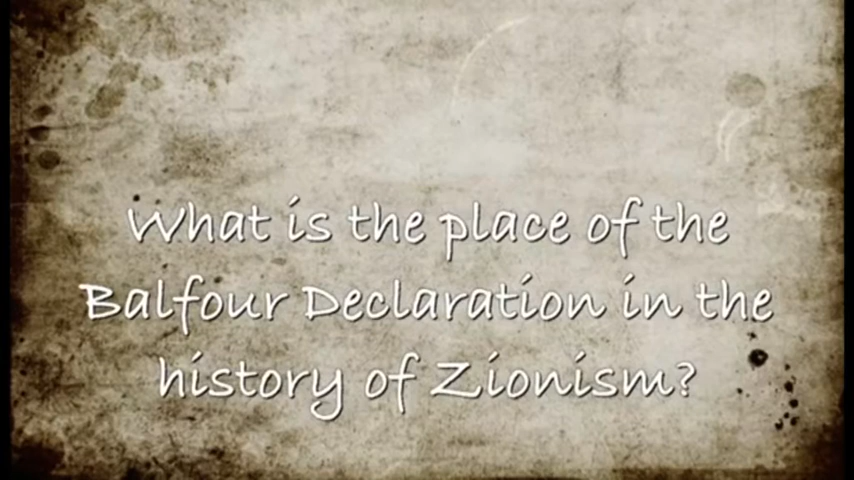 What is the place of the
Balfour Declaration in the
history of Zionism?